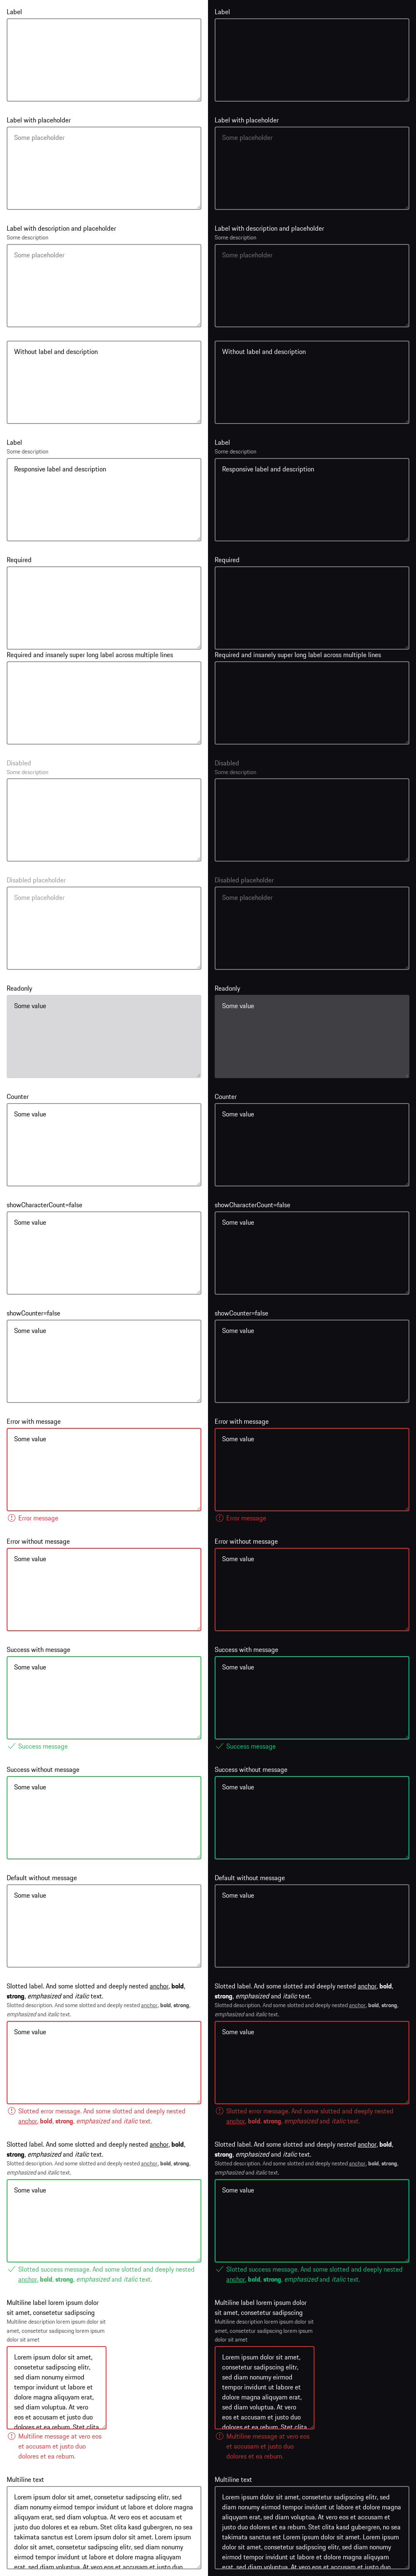 Label
Label with placeholder
Some placeholder
Label with description and placeholder
Some description
Some placeholder
Without label and description
Label
Some description
Responsive label and description
Required
Required and insanely super long label across multiple lines
Disabled
Some description
Disabled placeholder
Some placeholder
Readonly
Some value
Counter
Some value
showCharacterCount=false
Some value
showCounter=false
Some value
Error with message
Some value
Error message
Error without message
Some value
Success with message
Some value
Success message
Success without message
Some value
Default without message
Some value
Slotted label. And some slotted and deeply nested anchor, bold,
strong, emphasized and italic text.
Slotted description. And some slotted and deeply nested anchor, bold, strong,
emphasized and italic text.
Some value
Slotted error message. And some slotted and deeply nested
anchor, bold, strong, emphasized and italic text.
Slotted label. And some slotted and deeply nested anchor, bold,
strong, emphasized and italic text.
Slotted description. And some slotted and deeply nested anchor, bold, strong,
emphasized and italic text.
Some value
Slotted success message. And some slotted and deeply nested
anchor, bold, strong, emphasized and italic text.
Multiline label lorem ipsum dolor
sit amet, consetetur sadipscing
Multiline description lorem ipsum dolor sit
amet, consetetur sadipscing lorem ipsum
dolor sit amet
Lorem ipsum dolor sit amet,
consetetur sadipscing elitr,
sed diam nonumy eirmod
tempor invidunt ut labore et
dolore magna aliquyam erat,
sed diam voluptua. At vero
eos et accusam et justo duo
dolores et ea rebum. Stet clita
Multiline message at vero eos
et accusam et justo duo
dolores et ea rebum.
Multiline text
Lorem ipsum dolor sit amet, consetetur sadipscing elitr, sed
diam nonumy eirmod tempor invidunt ut labore et dolore magna
aliquyam erat, sed diam voluptua. At vero eos et accusam et
justo duo dolores et ea rebum. Stet clita kasd gubergren, no sea
takimata sanctus est Lorem ipsum dolor sit amet. Lorem ipsum
dolor sit amet, consetetur sadipscing elitr, sed diam nonumy
eirmod tempor invidunt ut labore et dolore magna aliquyam
erat, sed diam voluptua. At vero eos et accusam et justo duo
Label
Label with placeholder
Some placeholder
Label with description and placeholder
Some description
Some placeholder
Without label and description
Label
Some description
Responsive label and description
Required
Required and insanely super long label across multiple lines
Disabled
Some description
Disabled placeholder
Some placeholder
Readonly
Some value
Counter
Some value
showCharacterCount=false
Some value
showCounter=false
Some value
Error with message
Some value
Error message
Error without message
Some value
Success with message
Some value
Success message
Success without message
Some value
Default without message
Some value
Slotted label. And some slotted and deeply nested anchor, bold,
strong, emphasized and italic text.
Slotted description. And some slotted and deeply nested anchor, bold, strong,
emphasized and italic text.
Some value
Slotted error message. And some slotted and deeply nested
anchor, bold, strong, emphasized and italic text.
Slotted label. And some slotted and deeply nested anchor, bold,
strong, emphasized and italic text.
Slotted description. And some slotted and deeply nested anchor, bold, strong,
emphasized and italic text.
Some value
Slotted success message. And some slotted and deeply nested
anchor, bold, strong, emphasized and italic text.
Multiline label lorem ipsum dolor
sit amet, consetetur sadipscing
Multiline description lorem ipsum dolor sit
amet, consetetur sadipscing lorem ipsum
dolor sit amet
Lorem ipsum dolor sit amet,
consetetur sadipscing elitr,
sed diam nonumy eirmod
tempor invidunt ut labore et
dolore magna aliquyam erat,
sed diam voluptua. At vero
eos et accusam et justo duo
dolores et ea rebum. Stet clita
Multiline message at vero eos
et accusam et justo duo
dolores et ea rebum.
Multiline text
Lorem ipsum dolor sit amet, consetetur sadipscing elitr, sed
diam nonumy eirmod tempor invidunt ut labore et dolore magna
aliquyam erat, sed diam voluptua. At vero eos et accusam et
justo duo dolores et ea rebum. Stet clita kasd gubergren, no sea
takimata sanctus est Lorem ipsum dolor sit amet. Lorem ipsum
dolor sit amet, consetetur sadipscing elitr, sed diam nonumy
eirmod tempor invidunt ut labore et dolore magna aliquyam
erat, sed diam voluptua. At vero eos et accusam et justo duo